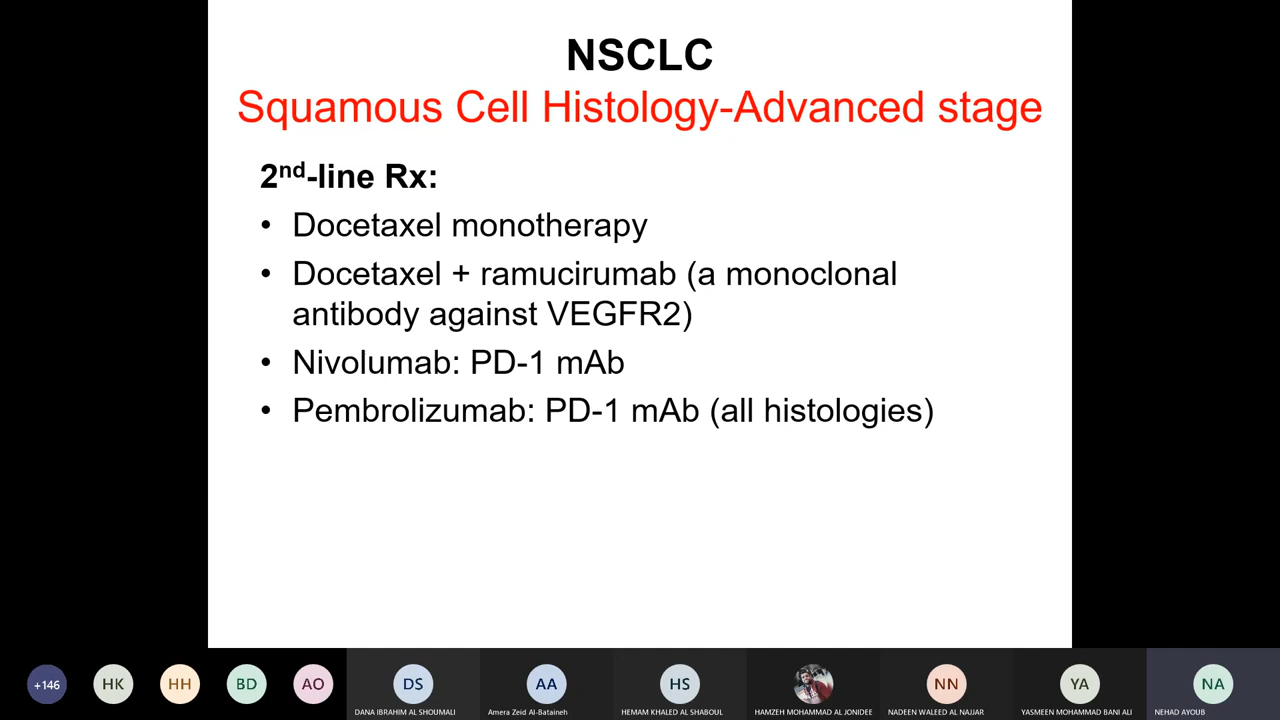 NSCLC
Squamous Cell Histology-Advanced stage
2nd-line Rx:
• Docetaxel monotherapy
• Docetaxel + ramucirumab (a monoclonal
antibody against VEGFR2)
• Nivolumab: PD-1 mAb
• Pembrolizumab: PD-1 mAb (all histologies)
+146
HK
HH
BD
AO
DS
AA
HS
NN
YA
NA
DANA IBRAHIM AL SHOUMALI
Amera Zeid Al-Bataineh
HEMAM KHALED AL SHABOUL
HAMZEH MOHAMMAD AL JONIDEE
NADEEN WALEED AL NAJJAR
YASMEEN MOHAMMAD BANI ALI
NEHAD AYOUB